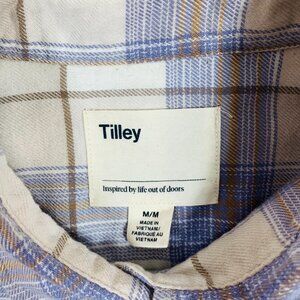 Tilley
Inspired by life out of doors
M/M
MADE IN
VIETNAM/
FABRIQUÉ AU
VIETNAM